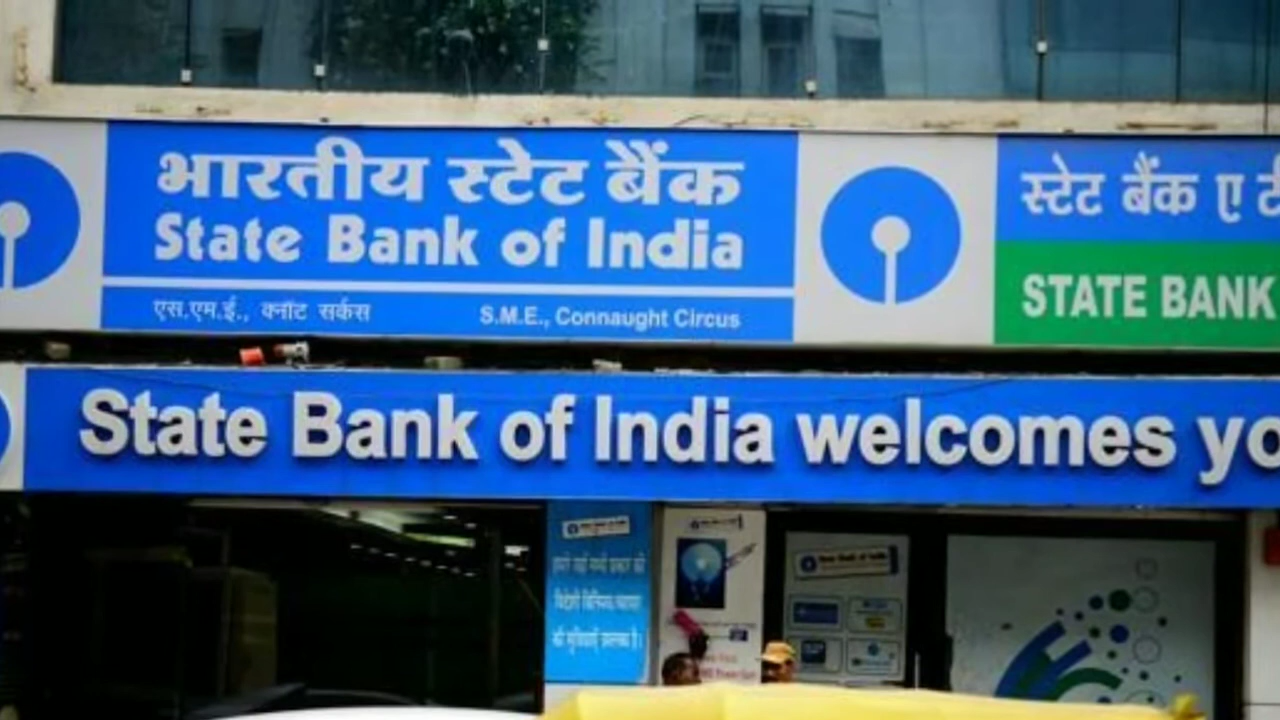 भारतीय स्टेट बैंक
State Bank of India
एस.एम.ई., क्नॉट सर्कस
S.M.E., Connaught Circus
स्टेट बैंक ए टी
STATE BANK
State Bank of India welcomes yo